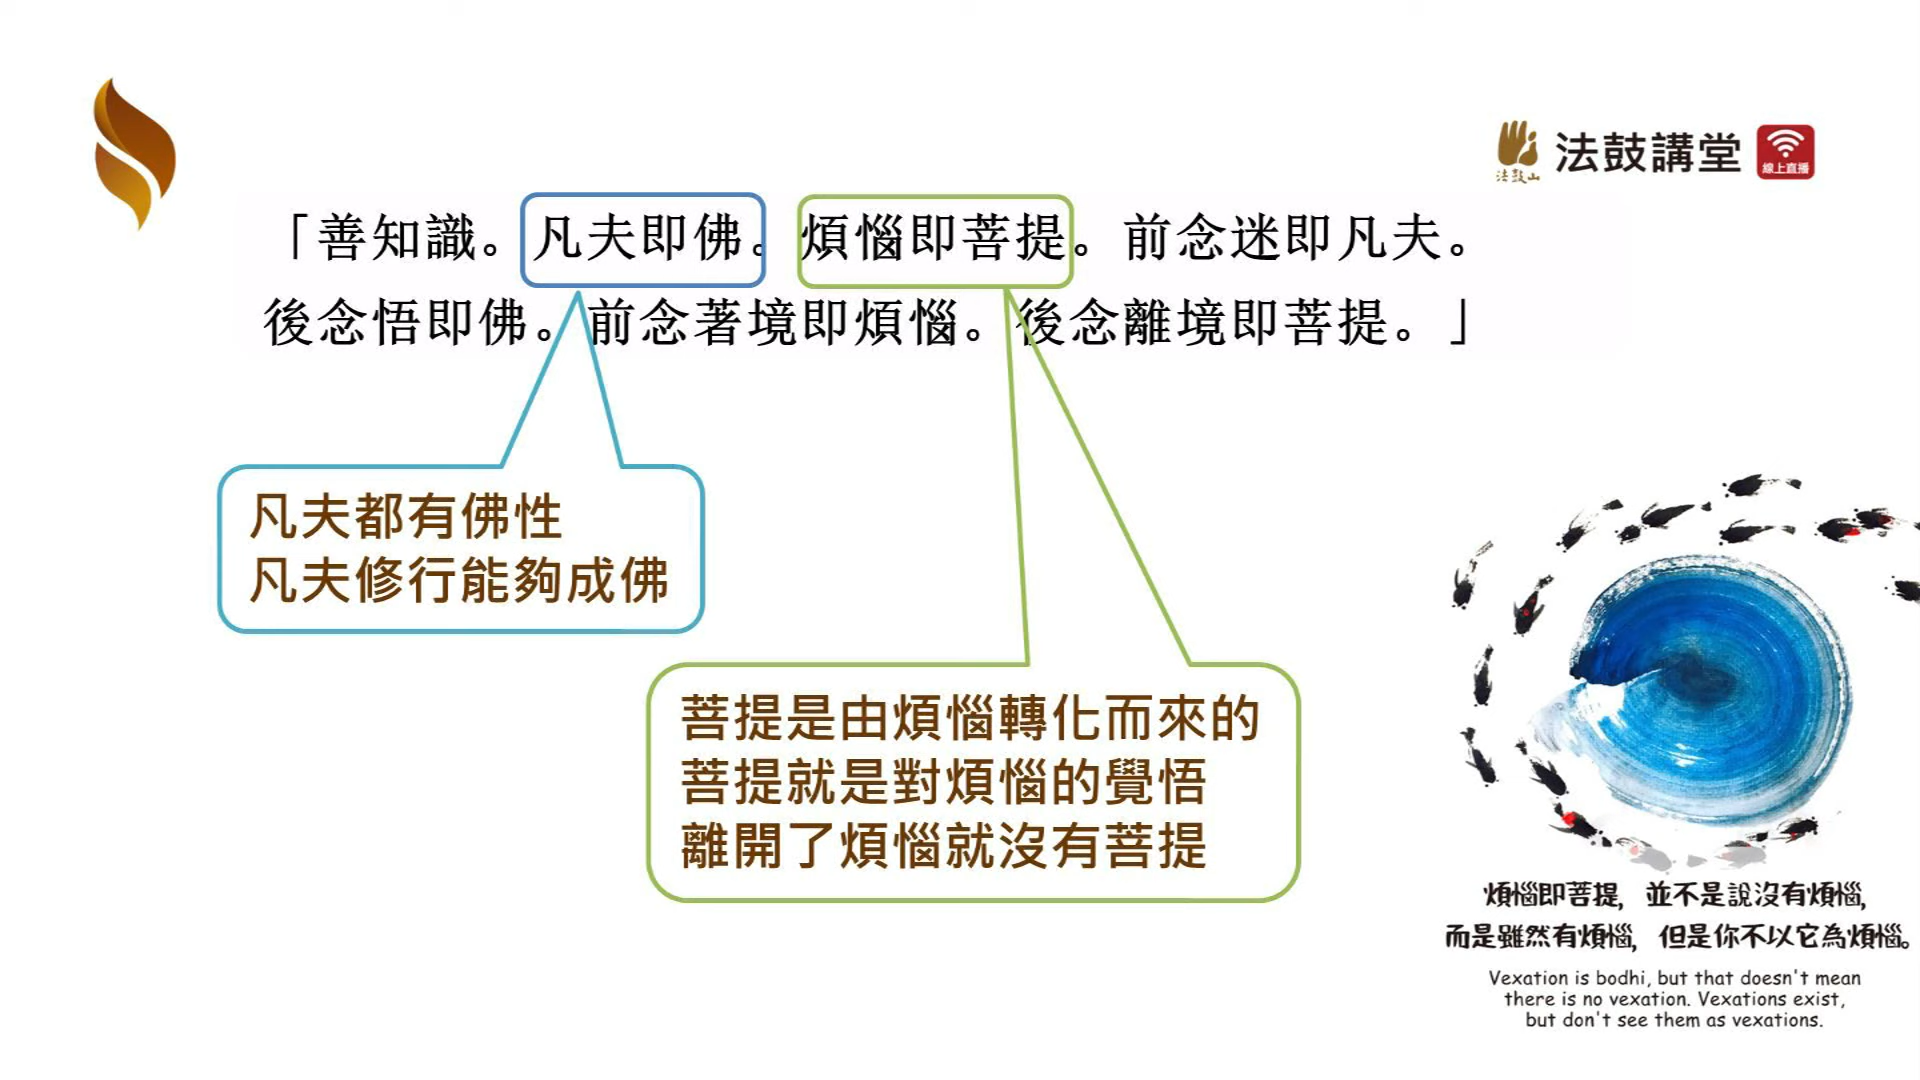 法鼓山
法鼓講堂
線上直播
「善知識。凡夫即佛。煩惱即菩提。前念迷即凡夫。
後念悟即佛。前念著境即煩惱。後念離境即菩提。」
凡夫都有佛性
凡夫修行能夠成佛
菩提是由煩惱轉化而來的
菩提就是對煩惱的覺悟
離開了煩惱就沒有菩提
煩惱即菩提，並不是說沒有煩惱，
而是雖然有煩惱，但是你不以它為煩惱。
Vexation is bodhi, but that doesn't mean
there is no vexation. Vexations exist,
but don't see them as vexations.